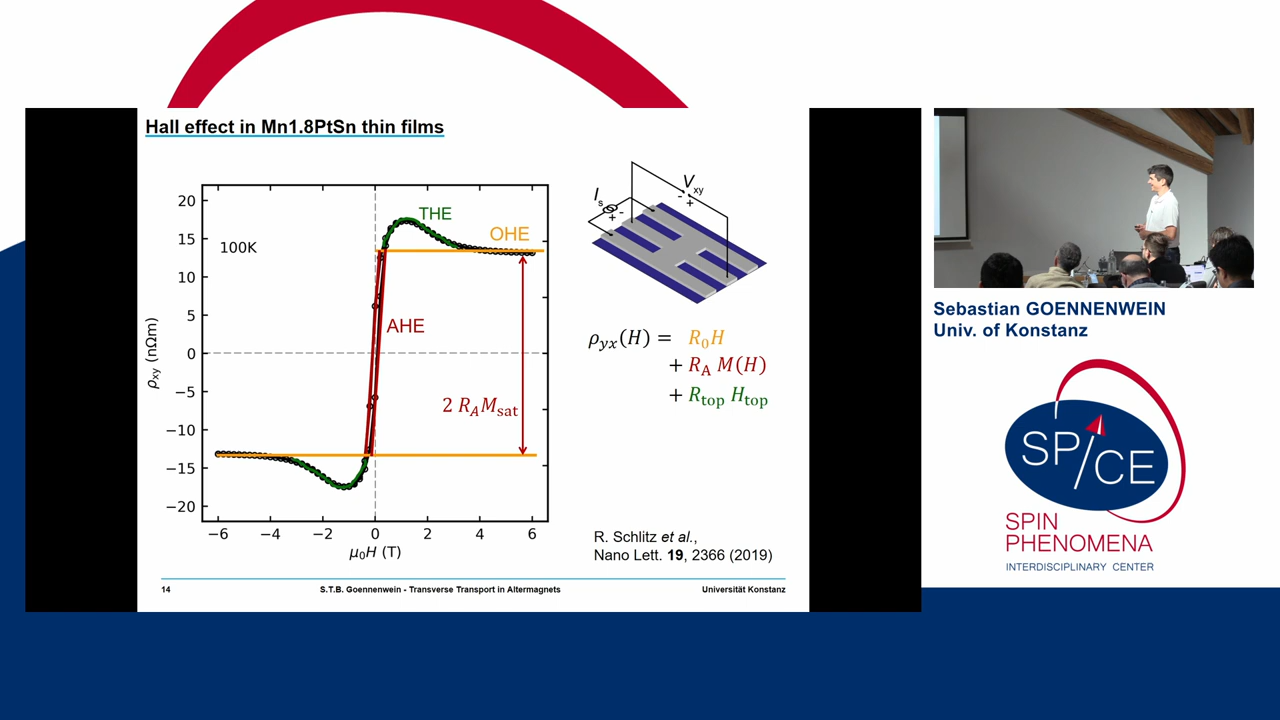 Hall effect in Mn1.8PtSn thin films
20
15
10
5
0
−5
−10
−15
−20
ρxy (nΩm)
−6 −4 −2 0 2 4 6
μ0H (T)
100K
THE
OHE
AHE
2 RAMsat
Is
+ -
Vxy
- +
ρyx(H) = R0H
+ RA M(H)
+ Rtop Htop
R. Schlitz et al.,
Nano Lett. 19, 2366 (2019)
14 S.T.B. Goennenwein - Transverse Transport in Altermagnets Universität Konstanz
Sebastian GOENNENWEIN
Univ. of Konstanz
SP/CE
SPIN
PHENOMENA
INTERDISCIPLINARY CENTER